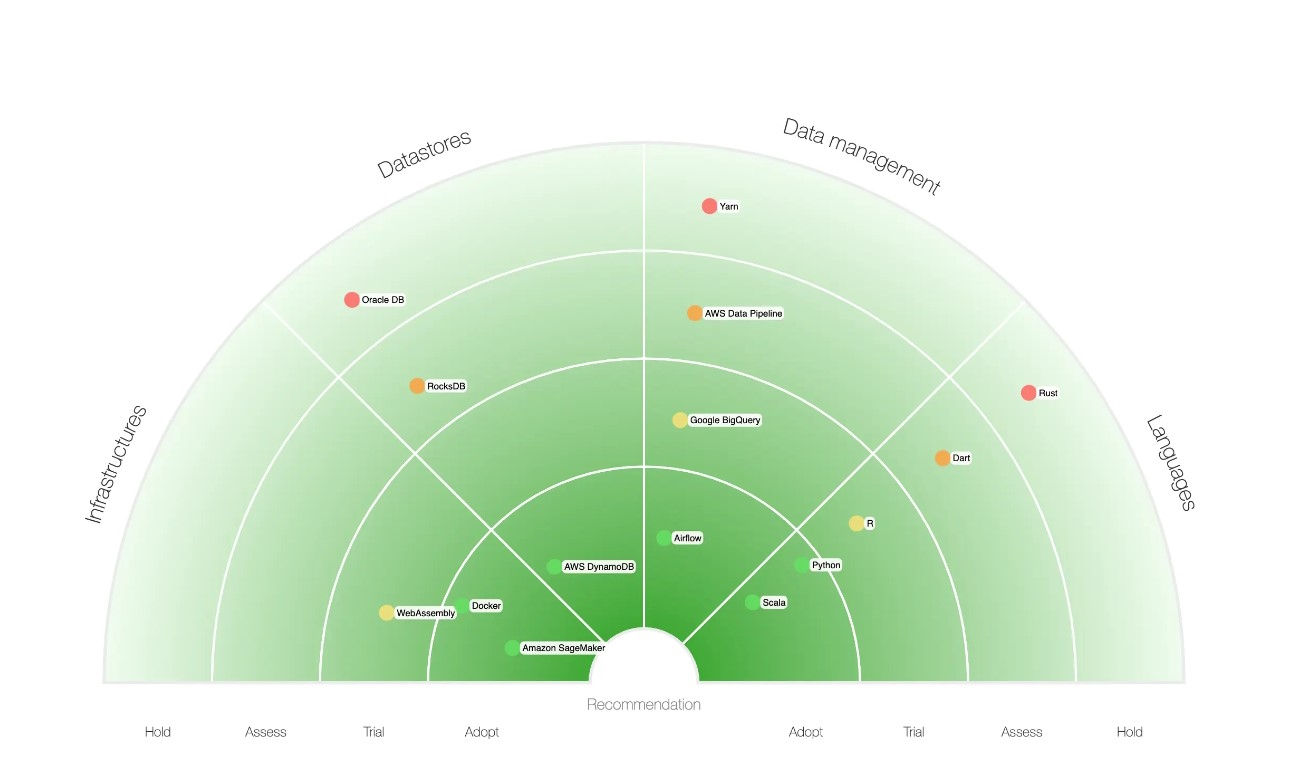 Datastores
Data management
Infrastructures
Languages
Yarn
Oracle DB
AWS Data Pipeline
RocksDB
Rust
Google BigQuery
Dart
R
Airflow
Python
AWS DynamoDB
Scala
Docker
WebAssembly
Amazon SageMaker
Recommendation
Hold Assess Trial Adopt Adopt Trial Assess Hold